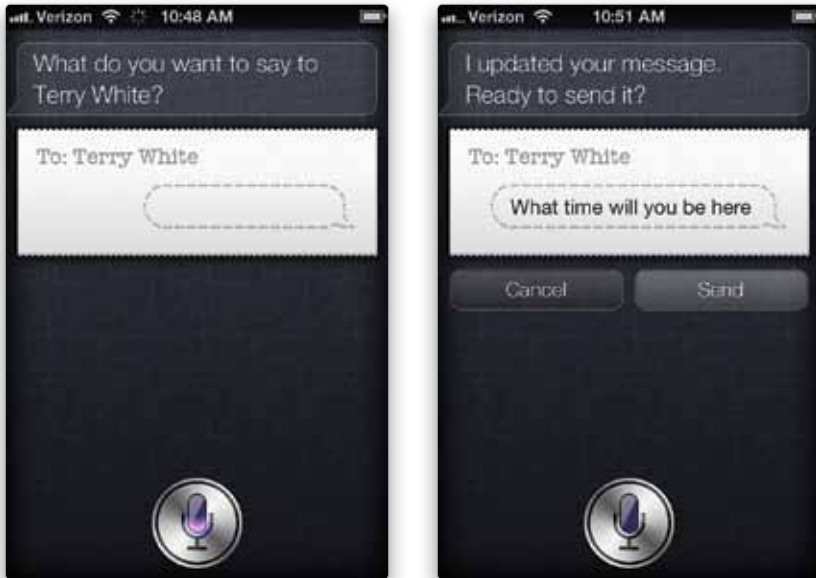 Verizon 10:48 AM
What do you want to say to
Terry White?
To: Terry White
Verizon 10:51 AM
I updated your message.
Ready to send it?
To: Terry White
What time will you be here
Cancel Send